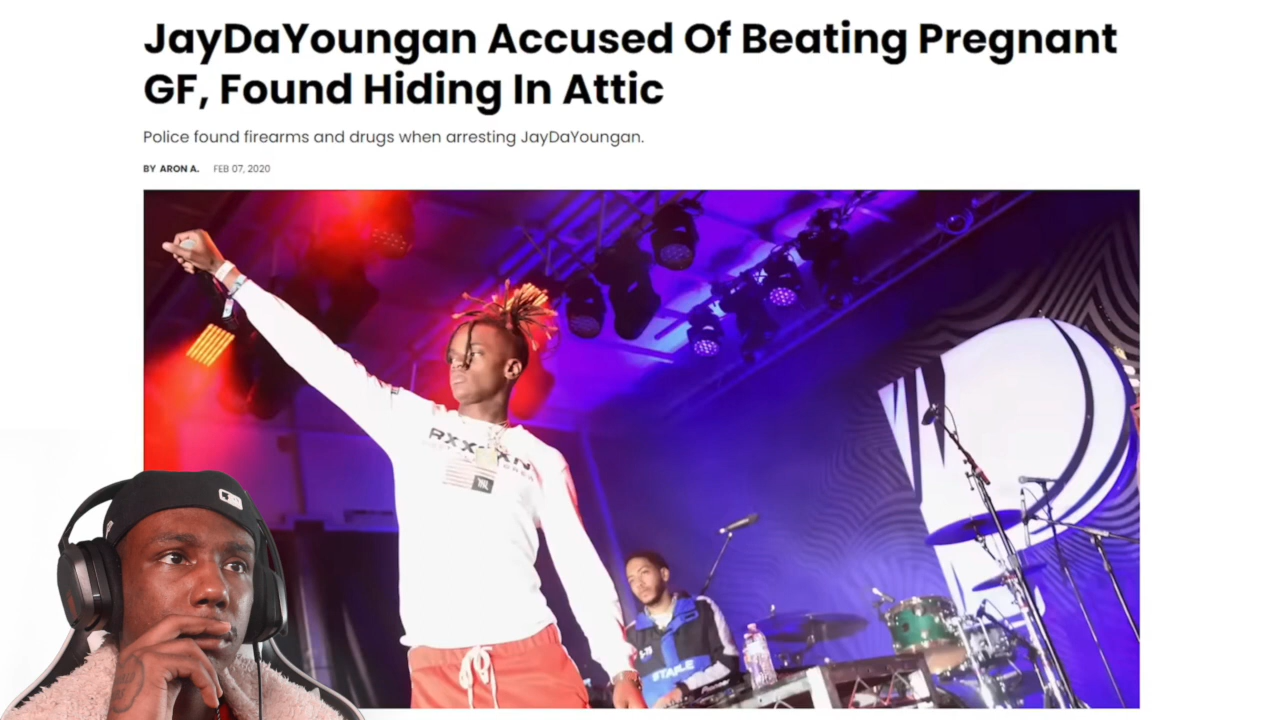 JayDaYoungan Accused Of Beating Pregnant
GF, Found Hiding In Attic
Police found firearms and drugs when arresting JayDaYoungan.
BY ARON A. FEB 07, 2020
STAPLE